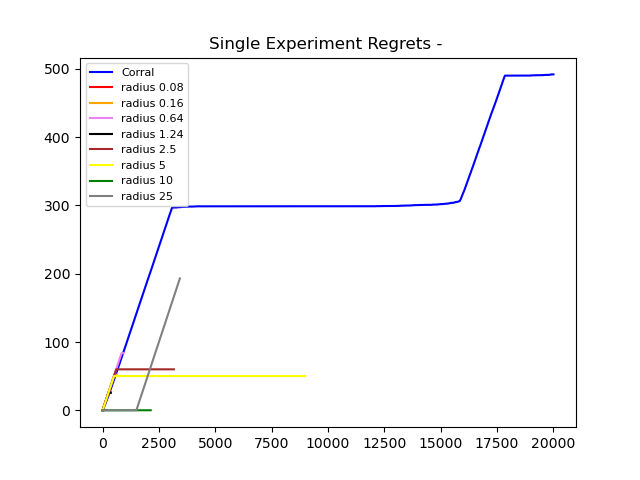 Single Experiment Regrets -
500
400
300
200
100
0
Corral
radius 0.08
radius 0.16
radius 0.64
radius 1.24
radius 2.5
radius 5
radius 10
radius 25
0 2500 5000 7500 10000 12500 15000 17500 20000